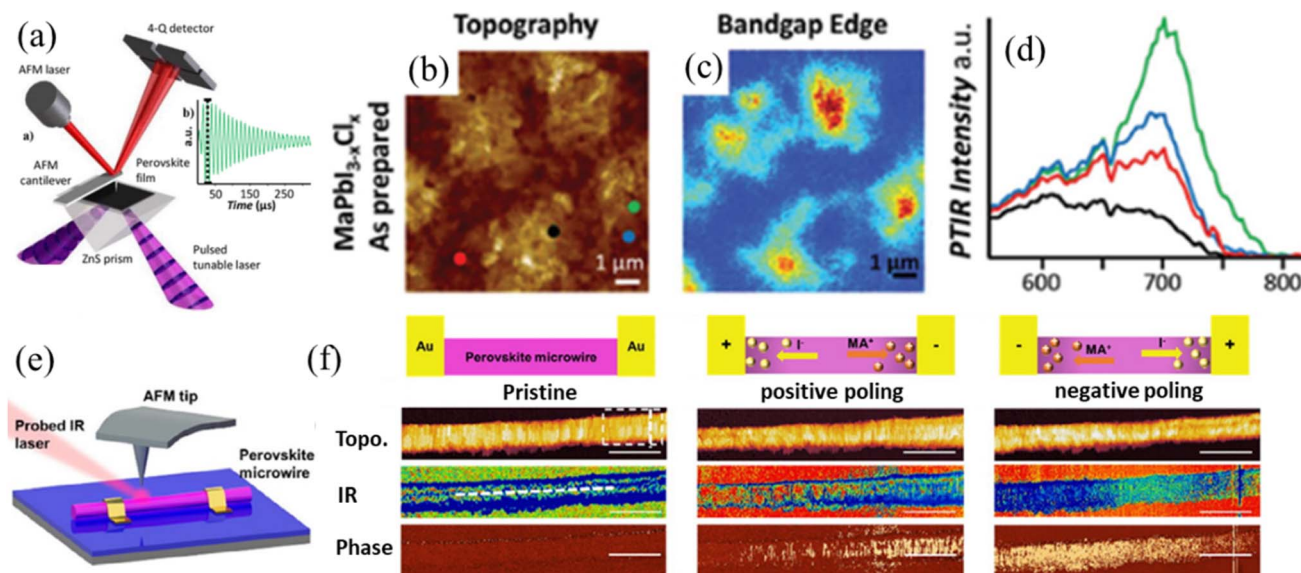 (a)
4-Q detector
AFM laser
a)
b)
a.u.
50 150 250
Time (µs)
AFM
cantilever
Perovskite
film
ZnS prism
Pulsed
tunable laser
MaPbI3-xClx
As prepared
Topography
(b)
1 µm
Bandgap Edge
(c)
1 µm
(d)
PTIR Intensity a.u.
600 700 800
(e)
AFM tip
Probed IR
laser
Perovskite
microwire
(f)
Au Perovskite microwire Au
+ I- MA+ -
- MA+ I- +
Pristine
positive poling
negative poling
Topo.
IR
Phase